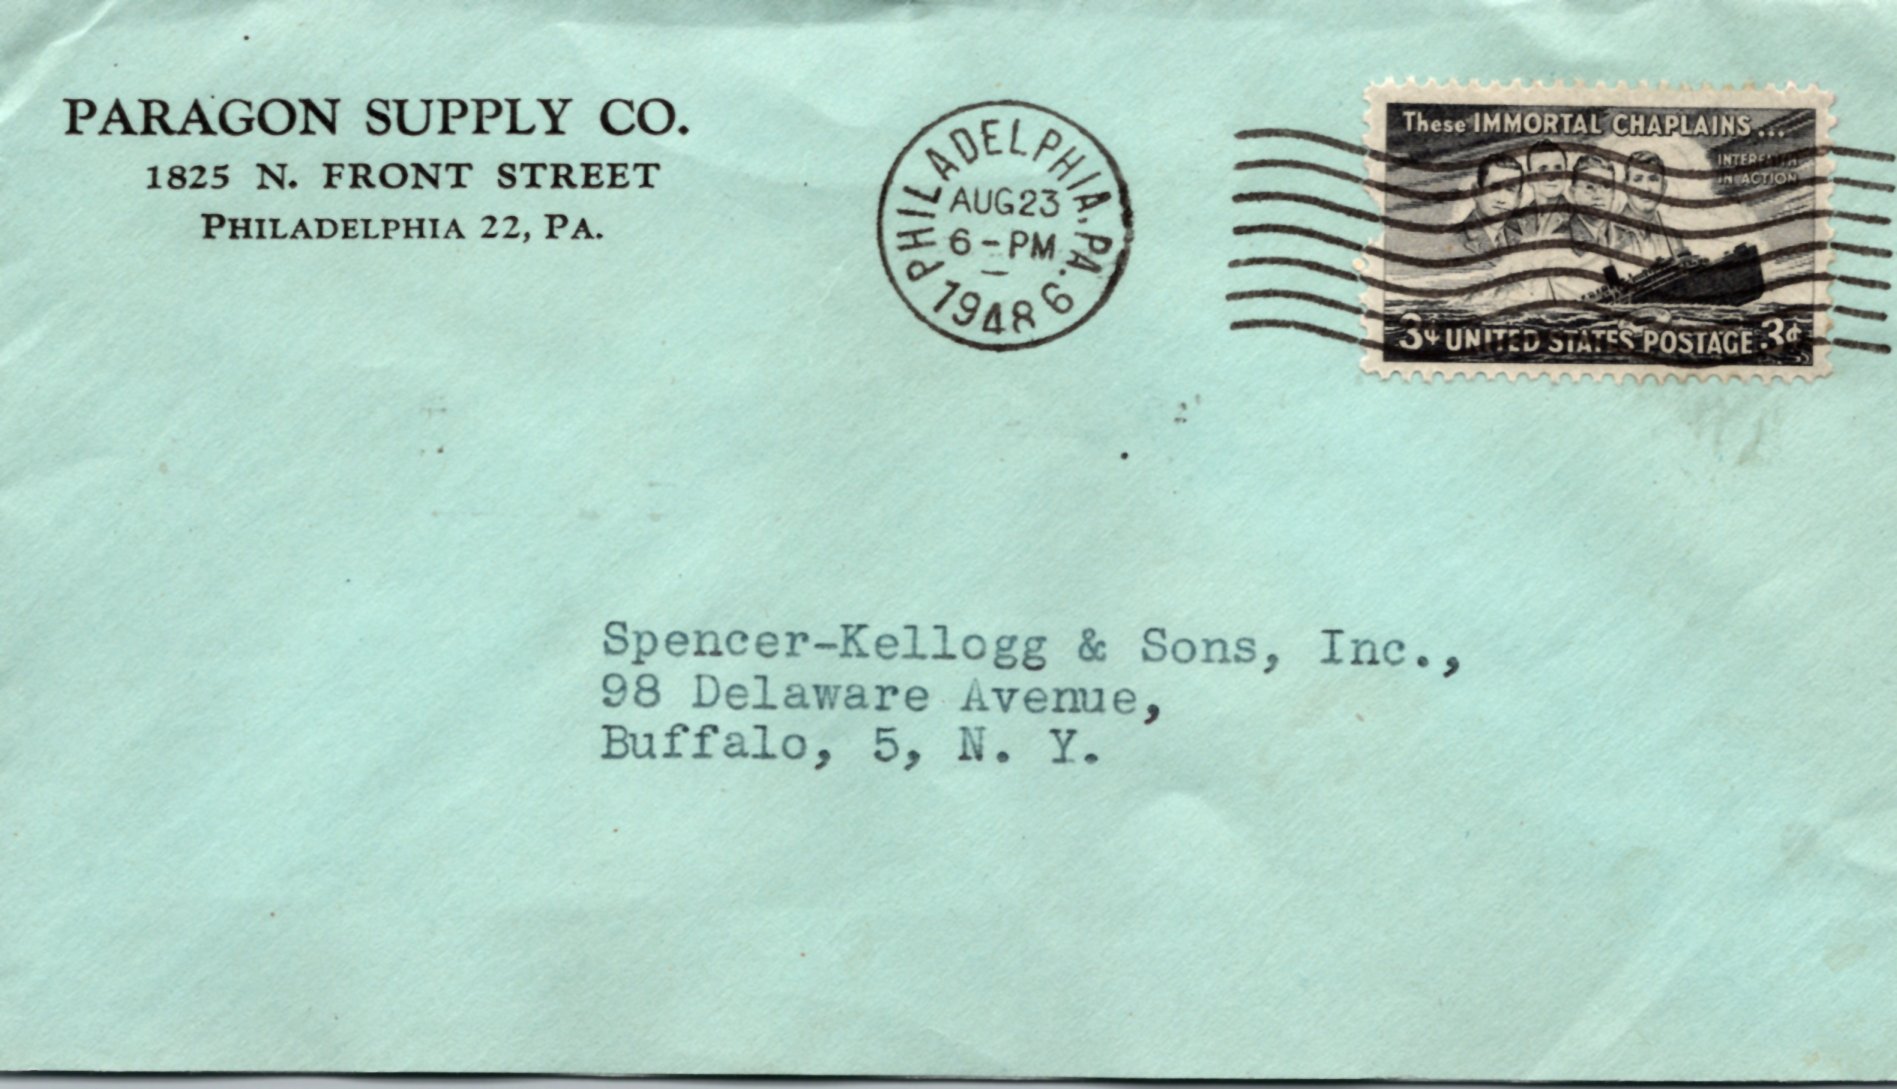 PARAGON SUPPLY CO.
1825 N. FRONT STREET
PHILADELPHIA 22, PA.
PHILADELPHIA, PA. 6
AUG 23
6-PM
1948
These IMMORTAL CHAPLAINS...
INTERFAITH
IN ACTION
3¢ UNITED STATES POSTAGE 3¢
Spencer-Kellogg & Sons, Inc.,
98 Delaware Avenue,
Buffalo, 5, N. Y.